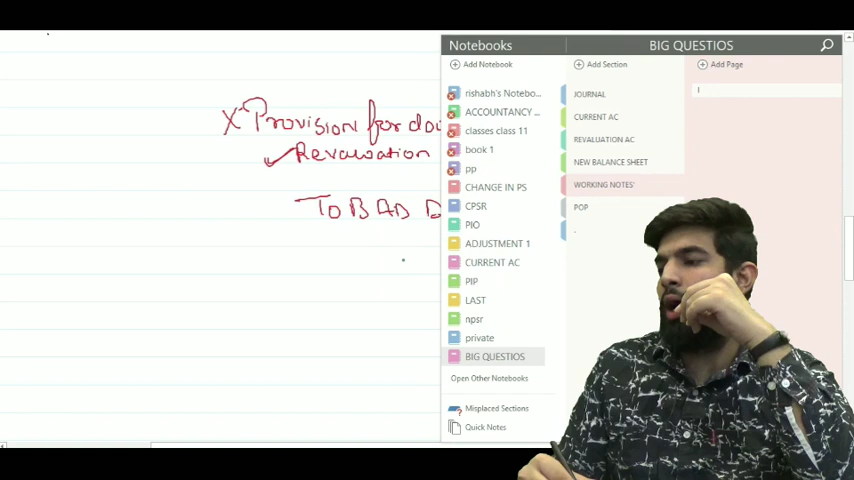 X Provision for dou
✓ Revaluation
To BAD D
Notebooks
BIG QUESTIOS
Add Notebook
Add Section
Add Page
rishabh's Notebo...
ACCOUNTANCY ...
classes class 11
book 1
pp
CHANGE IN PS
CPSR
PIO
ADJUSTMENT 1
CURRENT AC
PIP
LAST
npsr
private
BIG QUESTIOS
Open Other Notebooks
Misplaced Sections
Quick Notes
JOURNAL
CURRENT AC
REVALUATION AC
NEW BALANCE SHEET
WORKING NOTES'
POP
.
I